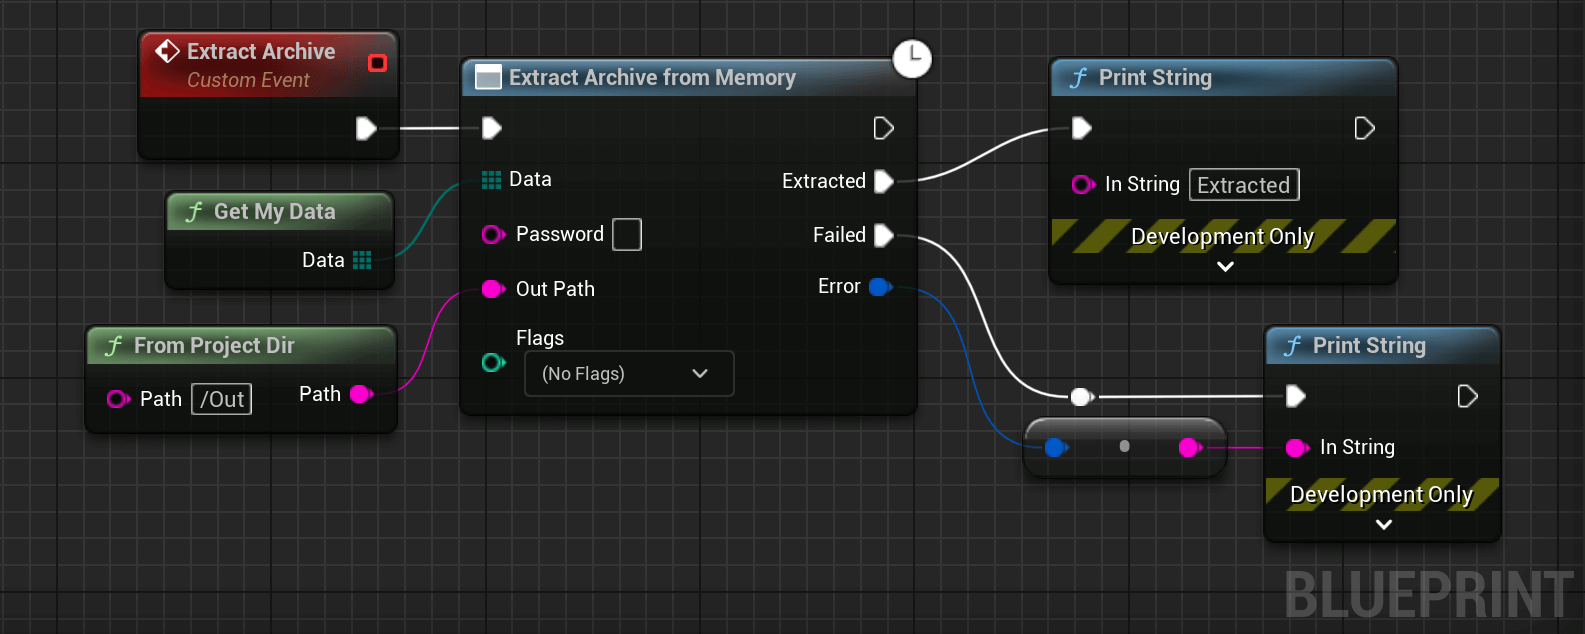 Extract Archive
Custom Event
Extract Archive from Memory
Data
Password
Out Path
Flags
(No Flags)
Extracted
Failed
Error
Get My Data
Data
From Project Dir
Path /Out
Path
Print String
In String Extracted
Development Only
Print String
In String
Development Only
BLUEPRINT